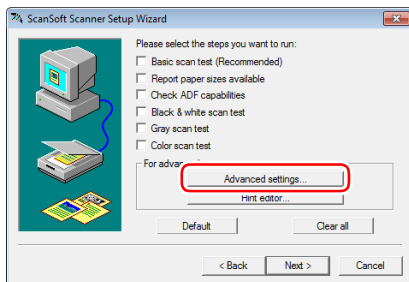 ScanSoft Scanner Setup Wizard
Please select the steps you want to run:
Basic scan test (Recommended)
Report paper sizes available
Check ADF capabilities
Black & white scan test
Gray scan test
Color scan test
For
Advanced settings...
Hint editor...
Default Clear all
< Back Next > Cancel